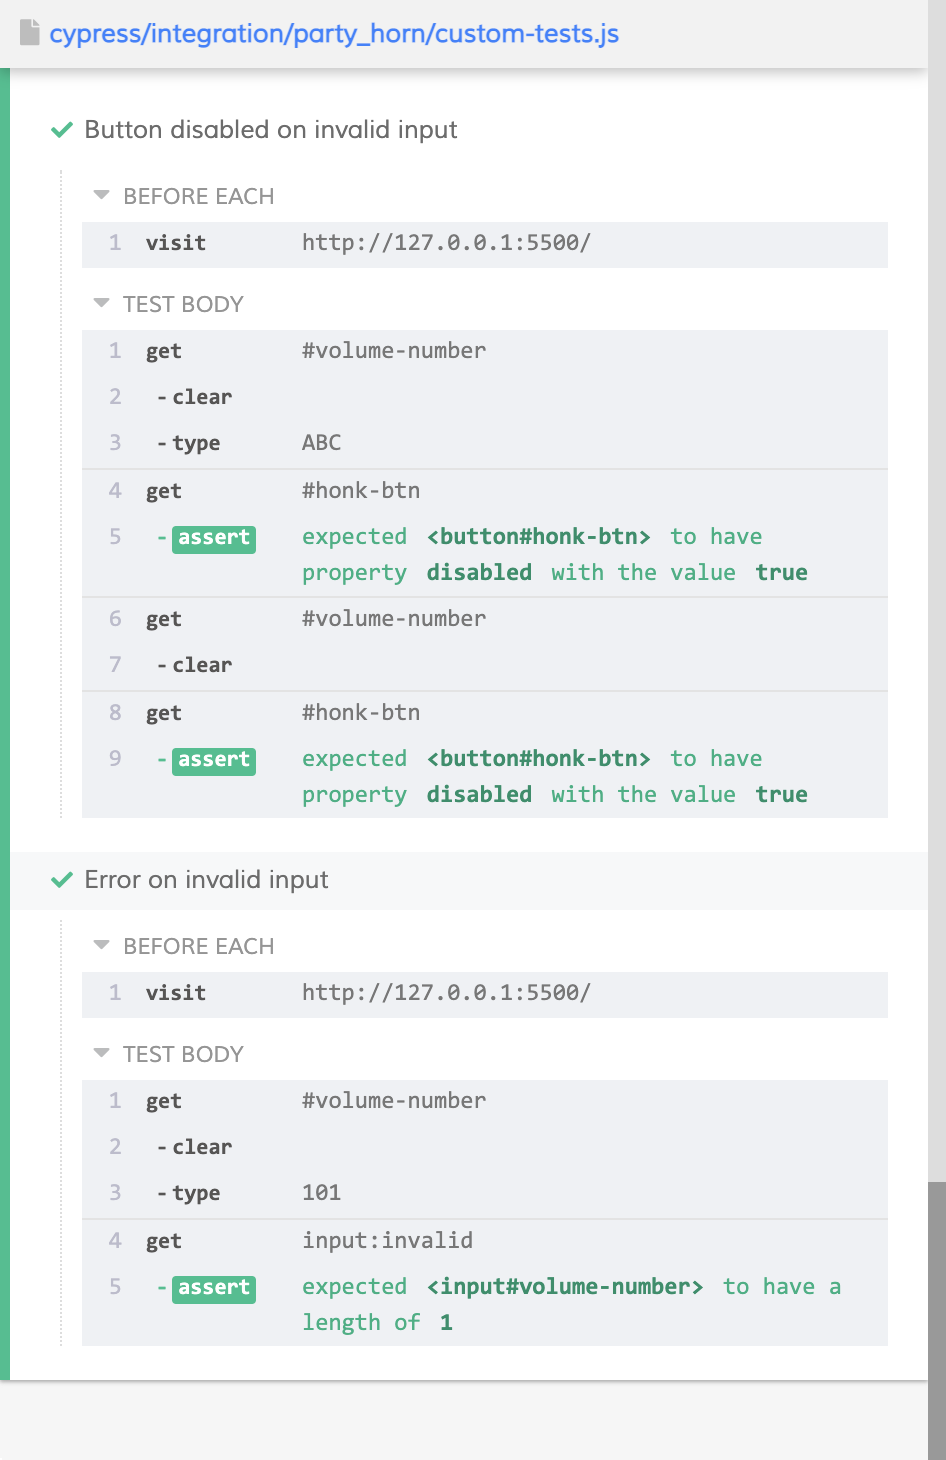 cypress/integration/party_horn/custom-tests.js
Button disabled on invalid input
BEFORE EACH
1 visit http://127.0.0.1:5500/
TEST BODY
1 get #volume-number
2 -clear
3 -type ABC
4 get #honk-btn
5 -assert expected <button#honk-btn> to have
property disabled with the value true
6 get #volume-number
7 -clear
8 get #honk-btn
9 -assert expected <button#honk-btn> to have
property disabled with the value true
Error on invalid input
BEFORE EACH
1 visit http://127.0.0.1:5500/
TEST BODY
1 get #volume-number
2 -clear
3 -type 101
4 get input:invalid
5 -assert expected <input#volume-number> to have a
length of 1